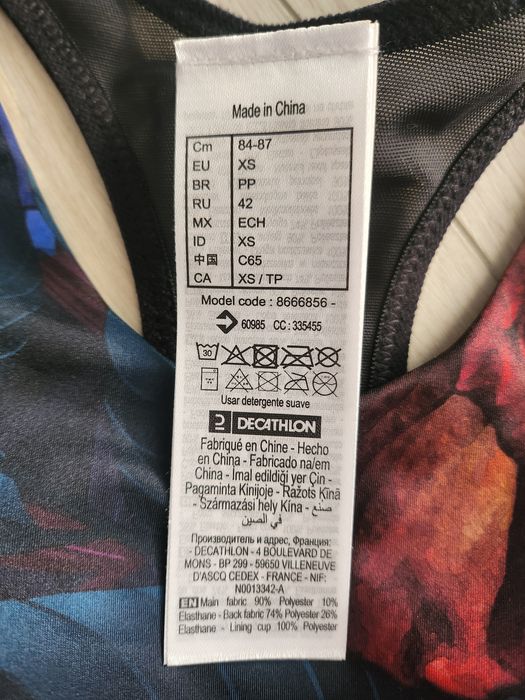 Made in China
Cm 84-87
EU XS
BR PP
RU 42
MX ECH
ID XS
中国 C65
CA XS / TP
Model code : 8666856 -
60985 CC : 335455
30
Usar detergente suave
DECATHLON
Fabriqué en Chine - Hecho
en China - Fabricado na/em
China - İmal edildiği yer Çin -
Pagaminta Kinijoje - Ražots Ķīnā
- Származási hely Kína - صنع
في الصين
Производитель и адрес, Франция:
- DECATHLON - 4 BOULEVARD DE
MONS - BP 299 - 59650 VILLENEUVE
D'ASCQ CEDEX - FRANCE - NIF:
N0013342-A
EN Main fabric 90% Polyester 10%
Elasthane - Back fabric 74% Polyester 26%
Elasthane - Lining cup 100% Polyester